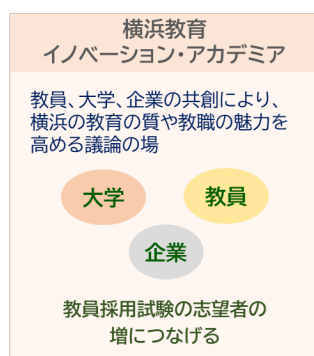 横浜教育
イノベーション・アカデミア
教員、大学、企業の共創により、
横浜の教育の質や教職の魅力を
高める議論の場
大学
教員
企業
教員採用試験の志望者の
増につなげる